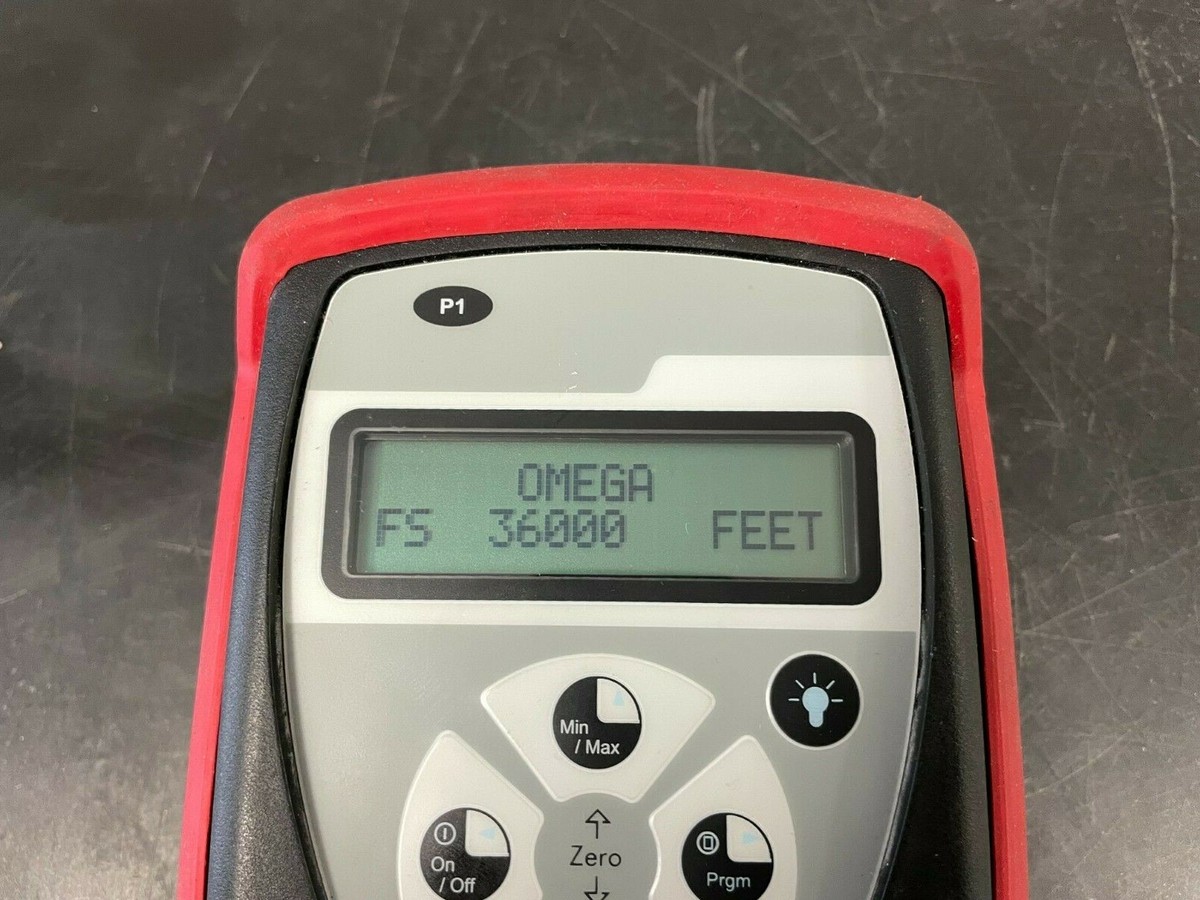 P1
OMEGA
FS 36000 FEET
Min
/ Max
On
/ Off
Zero
Prgm